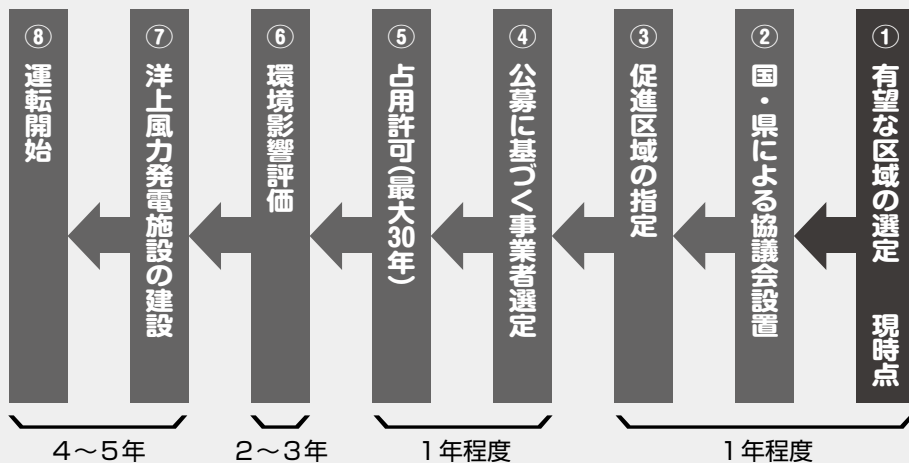 ① 有望な区域の選定 現時点
② 国・県による協議会設置
③ 促進区域の指定
④ 公募に基づく事業者選定
⑤ 占用許可(最大30年)
⑥ 環境影響評価
⑦ 洋上風力発電施設の建設
⑧ 運転開始
1年程度
1年程度
2～3年
4～5年